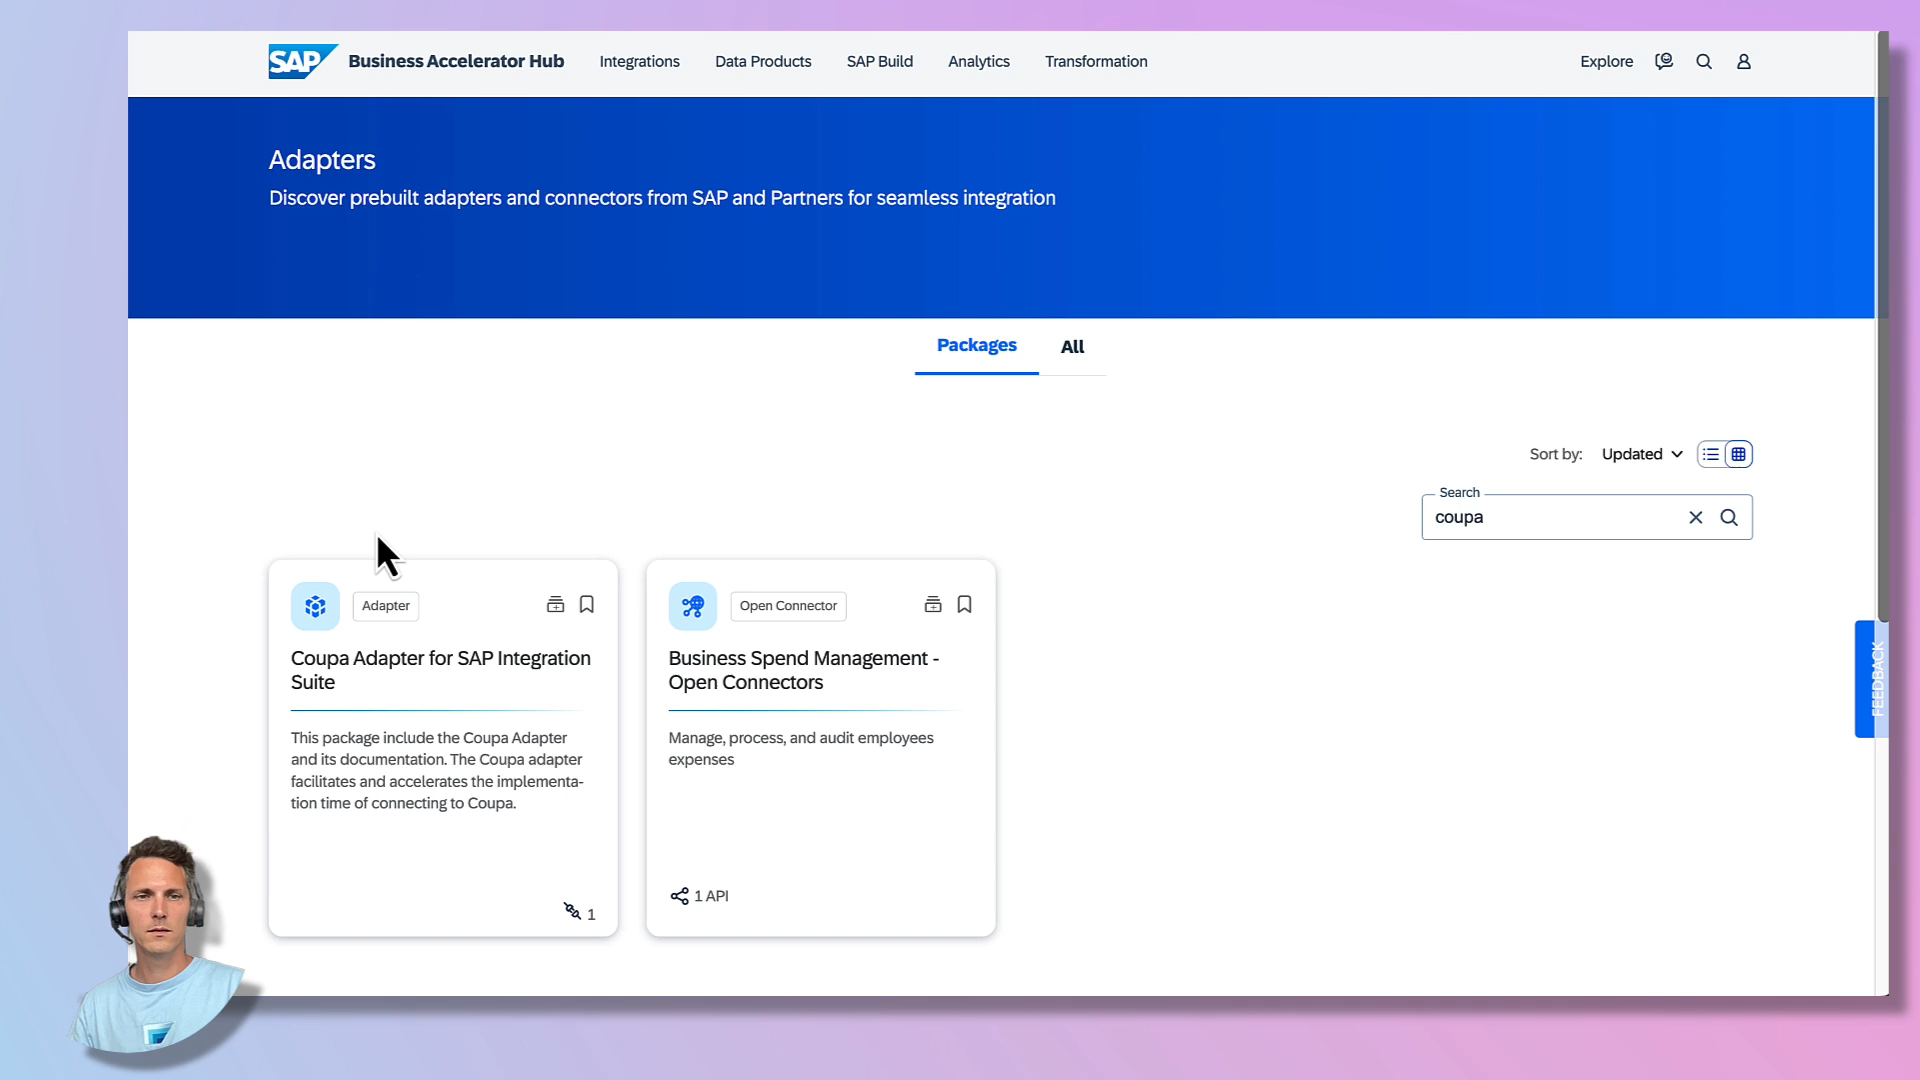 SAP Business Accelerator Hub Integrations Data Products SAP Build Analytics Transformation Explore
Adapters
Discover prebuilt adapters and connectors from SAP and Partners for seamless integration
Packages All
Sort by: Updated
Search
coupa
Adapter
Coupa Adapter for SAP Integration
Suite
This package include the Coupa Adapter
and its documentation. The Coupa adapter
facilitates and accelerates the implementa-
tion time of connecting to Coupa.
1
Open Connector
Business Spend Management -
Open Connectors
Manage, process, and audit employees
expenses
1 API
FEEDBACK